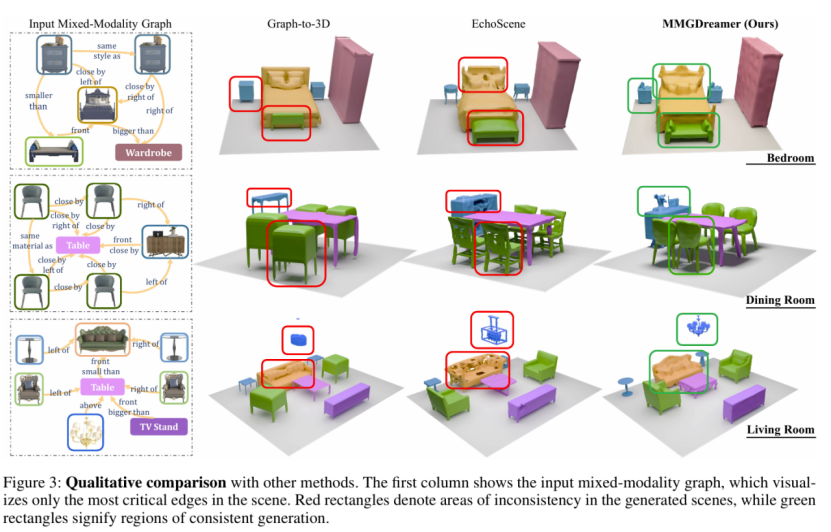 Input Mixed-Modality Graph
Graph-to-3D
EchoScene
MMGDreamer (Ours)
same
style as
close by
left of
close by
right of
smaller
than
right of
front
bigger than
Wardrobe
Bedroom
close by
right of
close by
right of
close by
same
material as
Table
front
close by
close by
left of
close by
close by
left of
Dining Room
left of
right of
front
small than
left of
Table
right of
above
front
bigger than
TV Stand
Living Room
Figure 3: Qualitative comparison with other methods. The first column shows the input mixed-modality graph, which visual-
izes only the most critical edges in the scene. Red rectangles denote areas of inconsistency in the generated scenes, while green
rectangles signify regions of consistent generation.